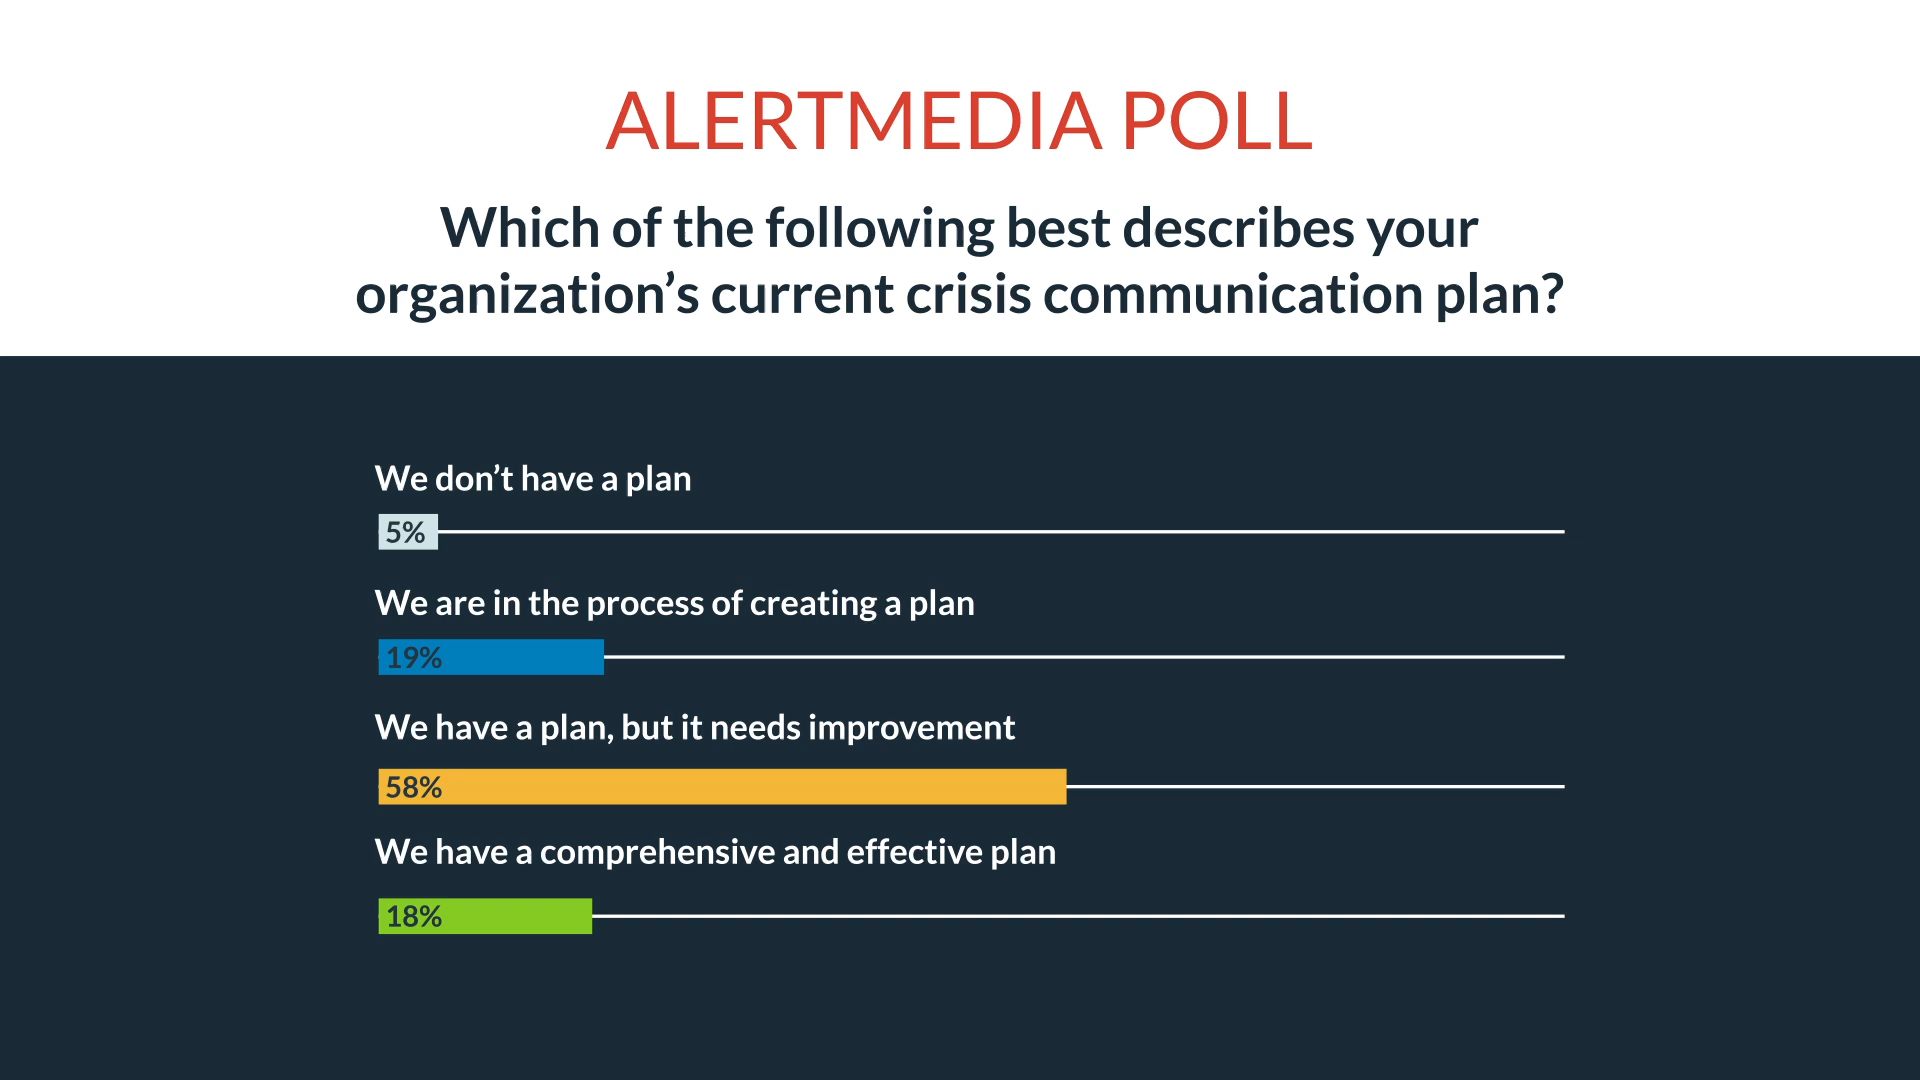 ALERTMEDIA POLL
Which of the following best describes your
organization’s current crisis communication plan?
We don’t have a plan
5%
We are in the process of creating a plan
19%
We have a plan, but it needs improvement
58%
We have a comprehensive and effective plan
18%